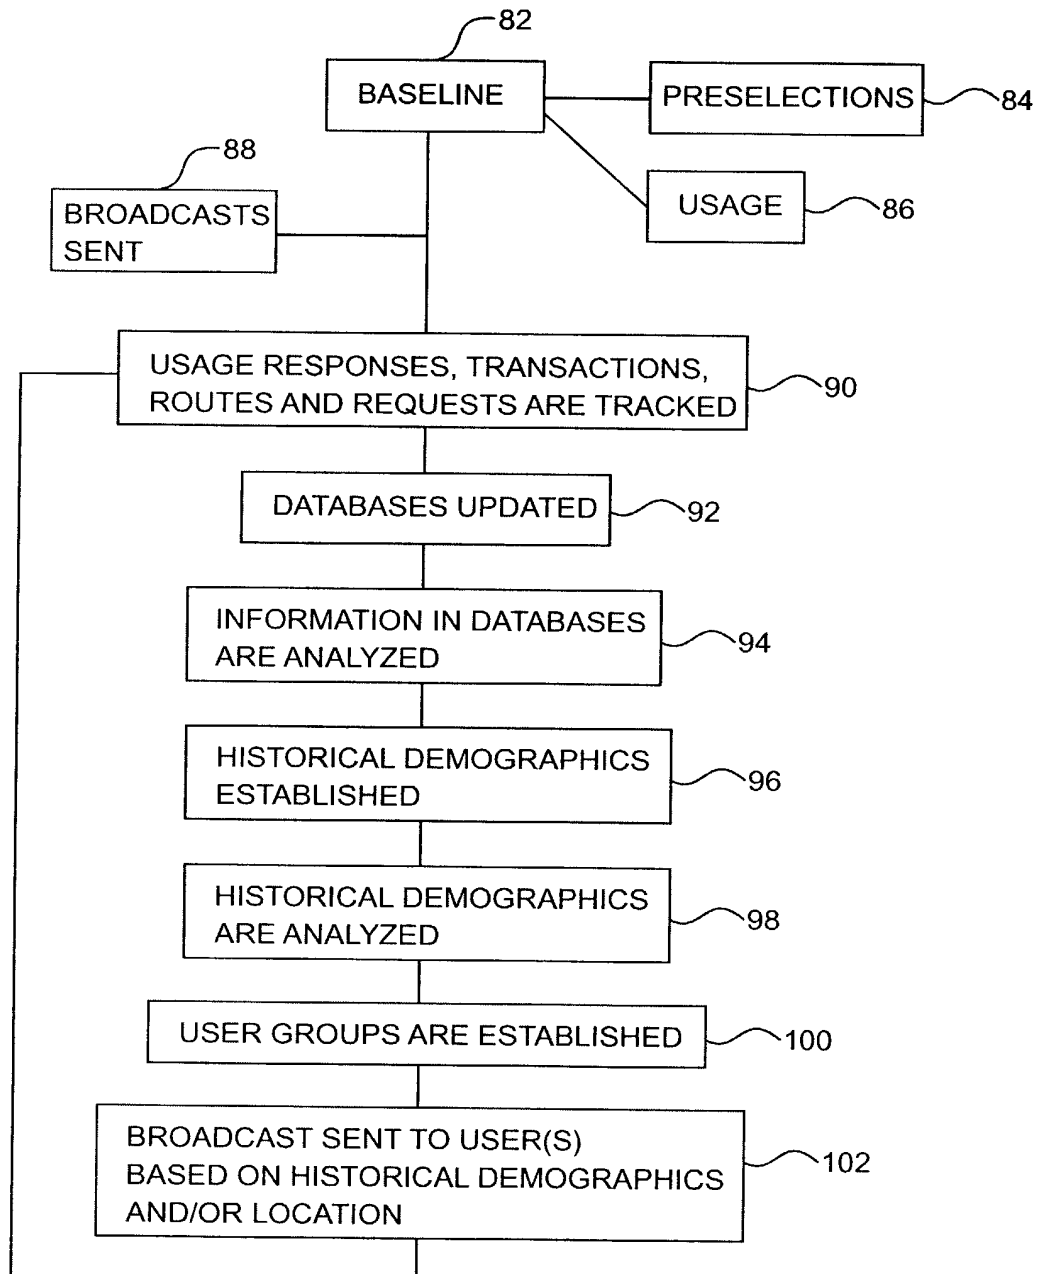 82
BASELINE
PRESELECTIONS
84
88
BROADCASTS
SENT
USAGE
86
USAGE RESPONSES, TRANSACTIONS,
ROUTES AND REQUESTS ARE TRACKED
90
DATABASES UPDATED
92
INFORMATION IN DATABASES
ARE ANALYZED
94
HISTORICAL DEMOGRAPHICS
ESTABLISHED
96
HISTORICAL DEMOGRAPHICS
ARE ANALYZED
98
USER GROUPS ARE ESTABLISHED
100
BROADCAST SENT TO USER(S)
BASED ON HISTORICAL DEMOGRAPHICS
AND/OR LOCATION
102